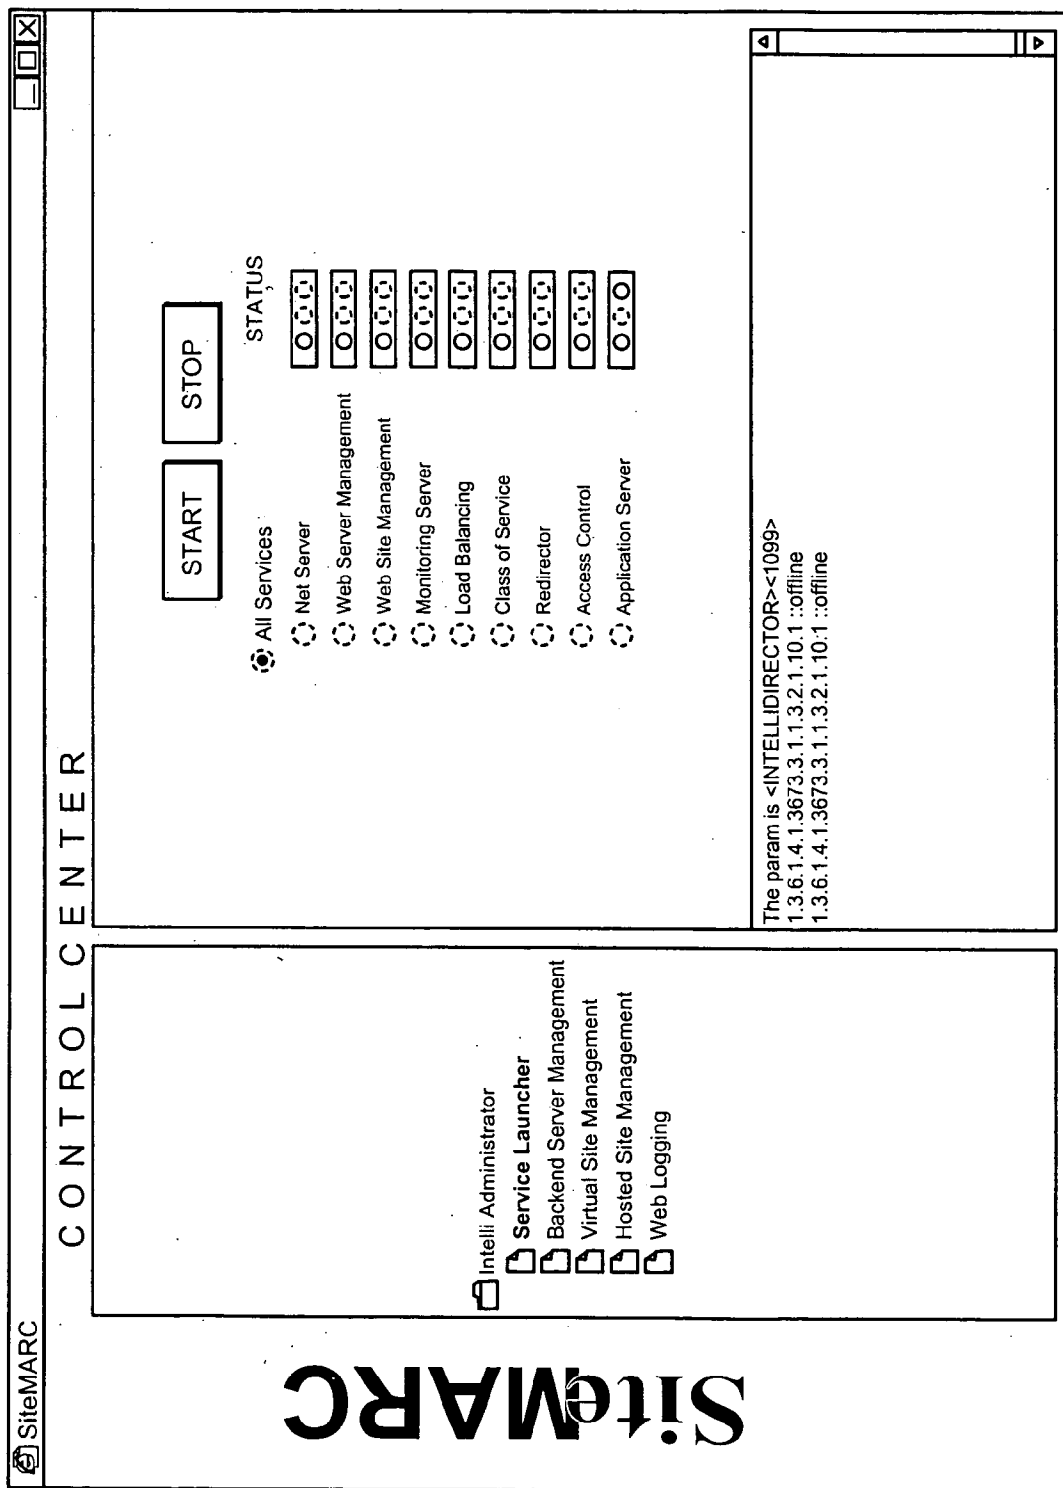 SiteMARC
CONTROL CENTER
SiteMARC
Intelli Administrator
Service Launcher
Backend Server Management
Virtual Site Management
Hosted Site Management
Web Logging
START
STOP
STATUS
All Services
Net Server
Web Server Management
Web Site Management
Monitoring Server
Load Balancing
Class of Service
Redirector
Access Control
Application Server
The param is <INTELLIDIRECTOR><1099>
1.3.6.1.4.1.3673.3.1.1.3.2.1.10.1 ::offline
1.3.6.1.4.1.3673.3.1.1.3.2.1.10.1 ::offline